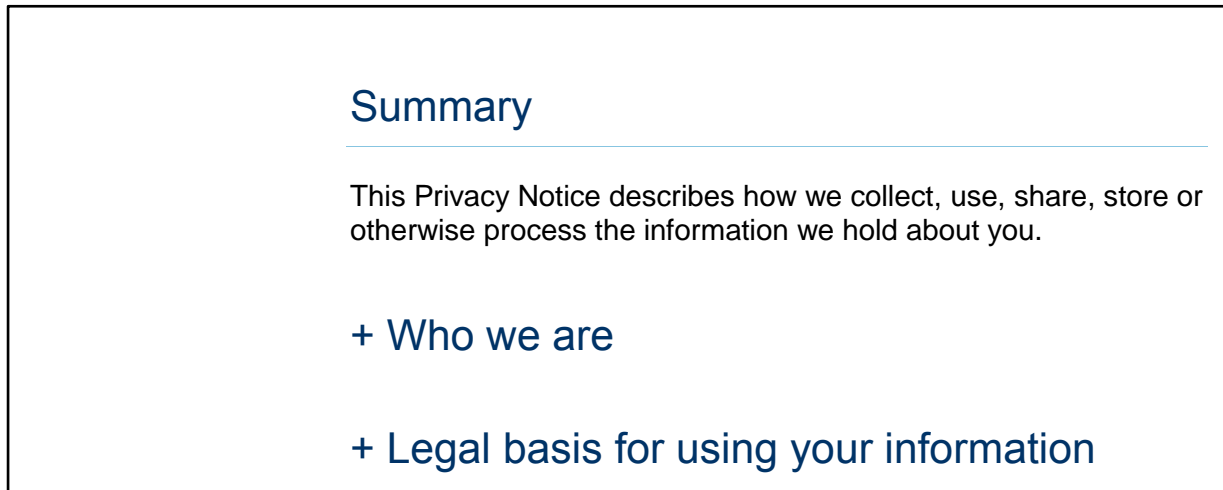 Summary
This Privacy Notice describes how we collect, use, share, store or
otherwise process the information we hold about you.
+ Who we are
+ Legal basis for using your information